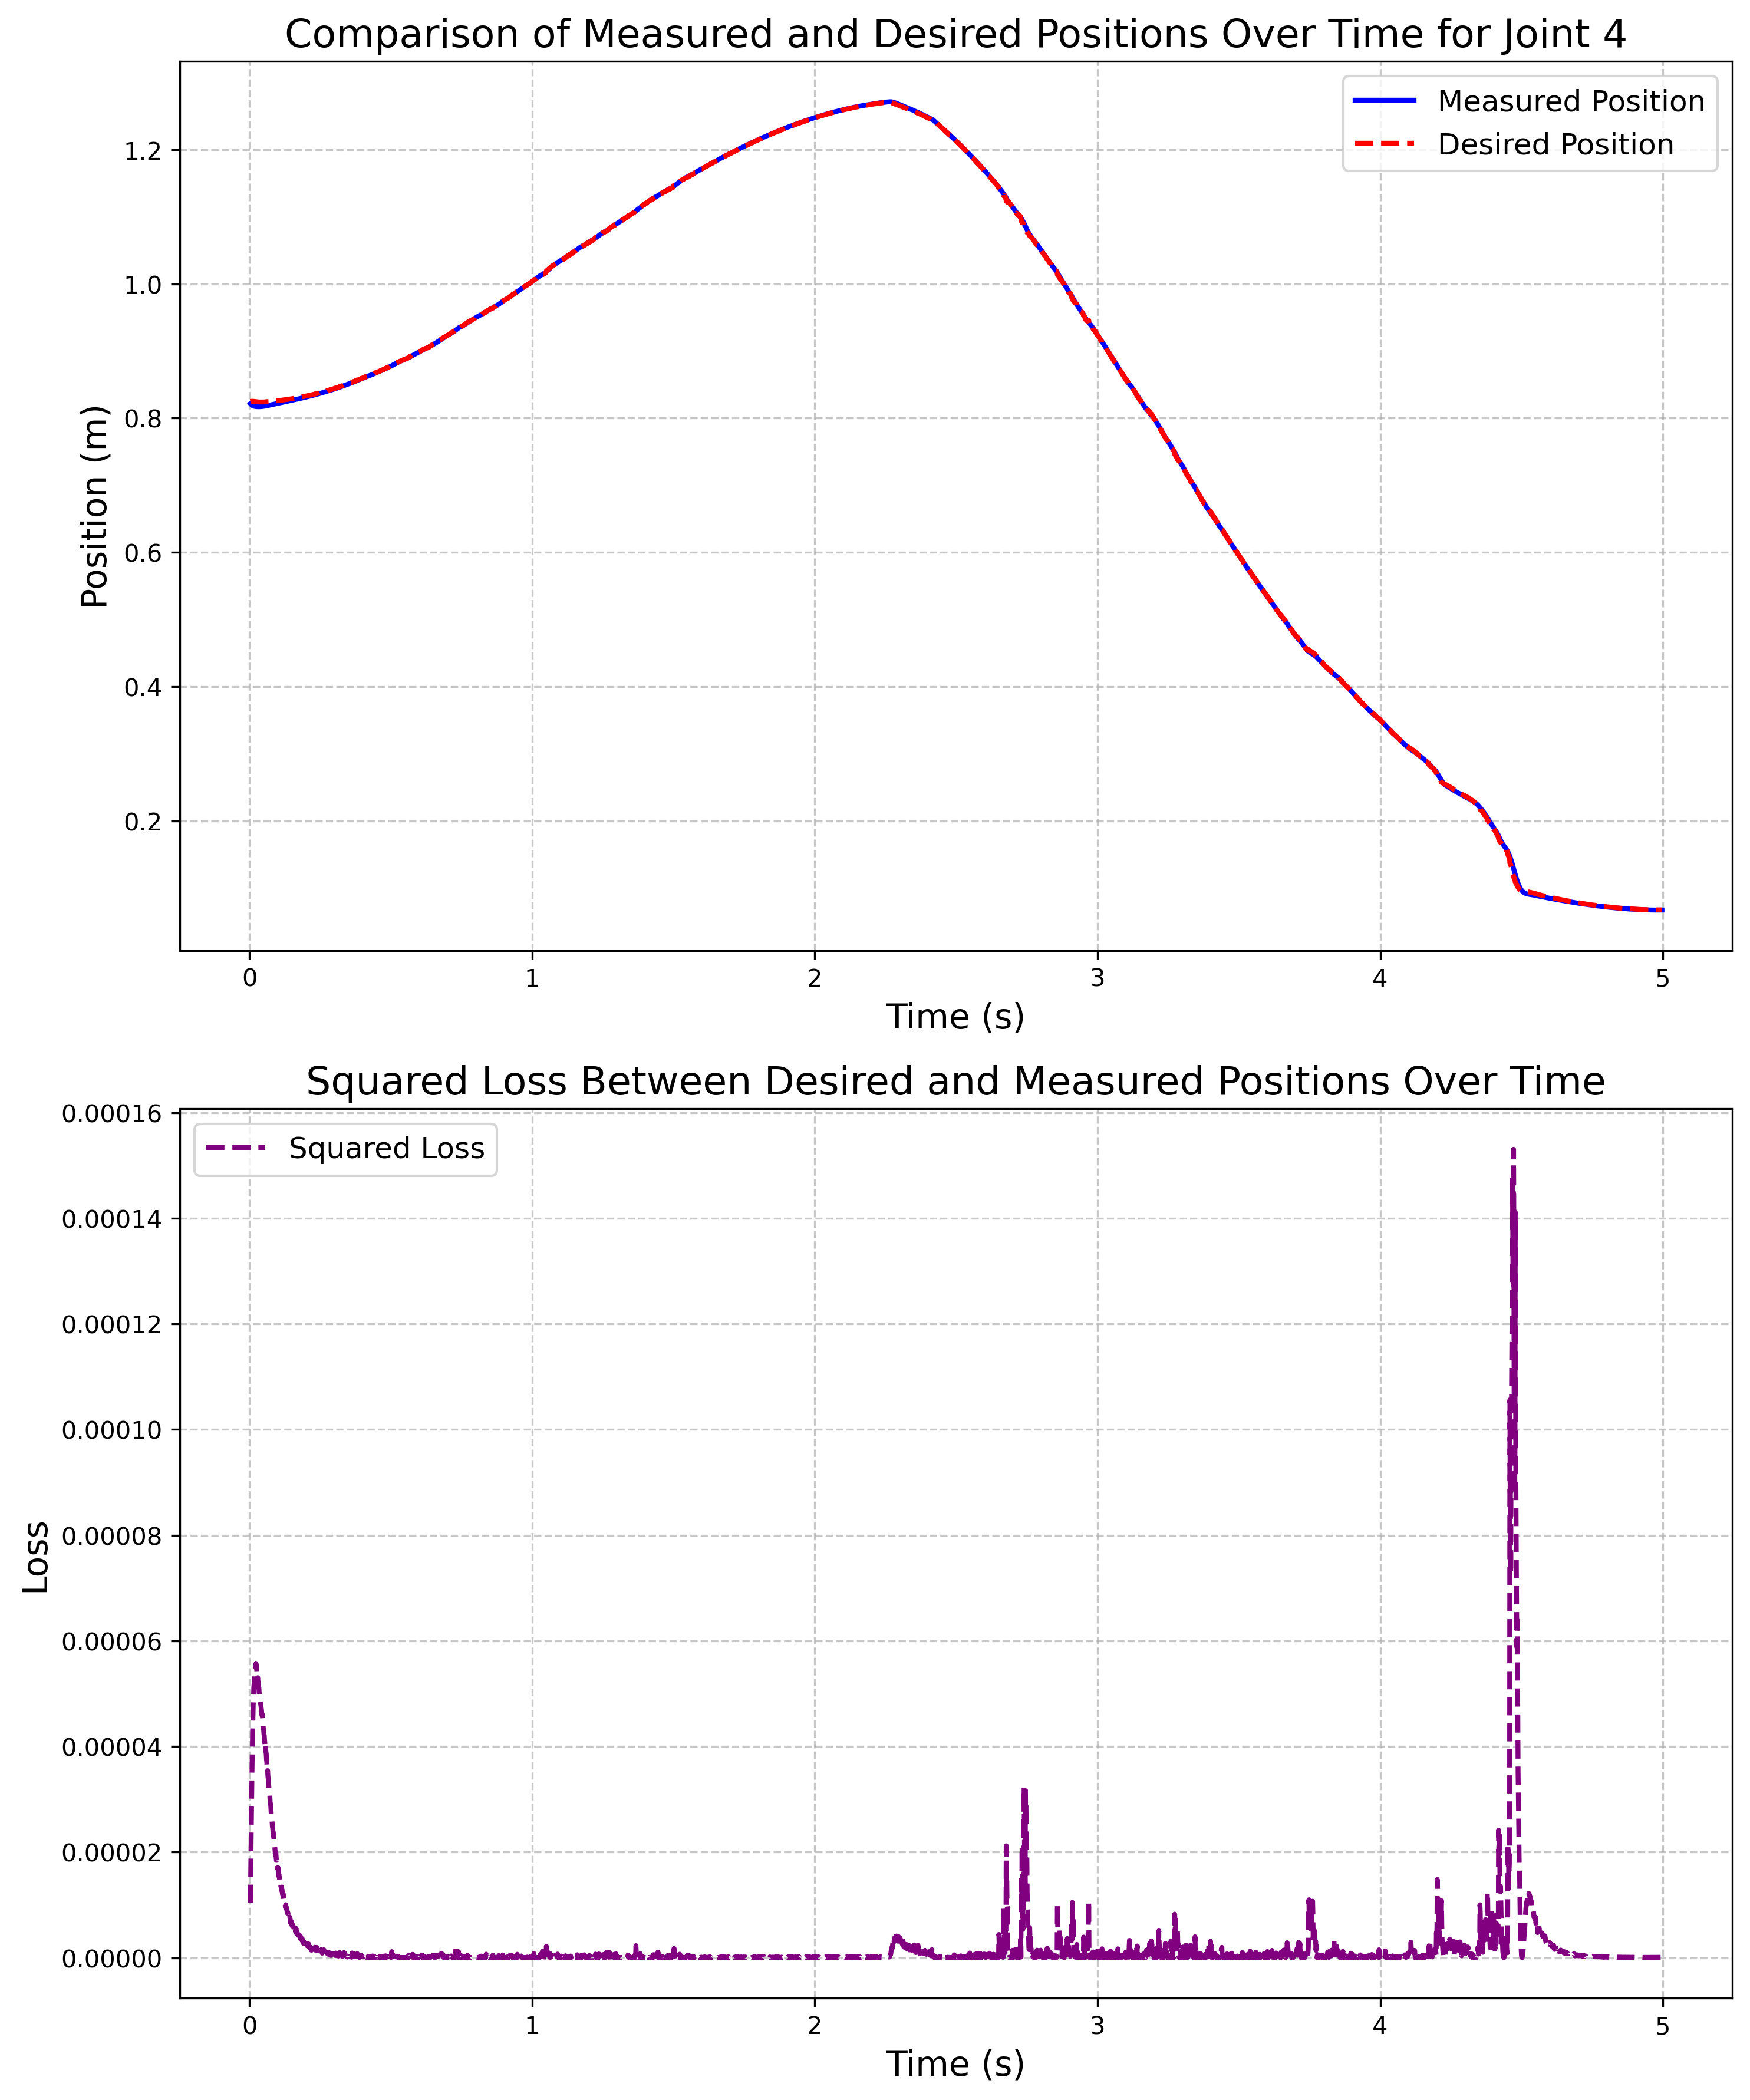 Comparison of Measured and Desired Positions Over Time for Joint 4
Measured Position
Desired Position
Position (m)
1.2
1.0
0.8
0.6
0.4
0.2
0 1 2 3 4 5
Time (s)
Squared Loss Between Desired and Measured Positions Over Time
Squared Loss
Loss
0.00016
0.00014
0.00012
0.00010
0.00008
0.00006
0.00004
0.00002
0.00000
0 1 2 3 4 5
Time (s)